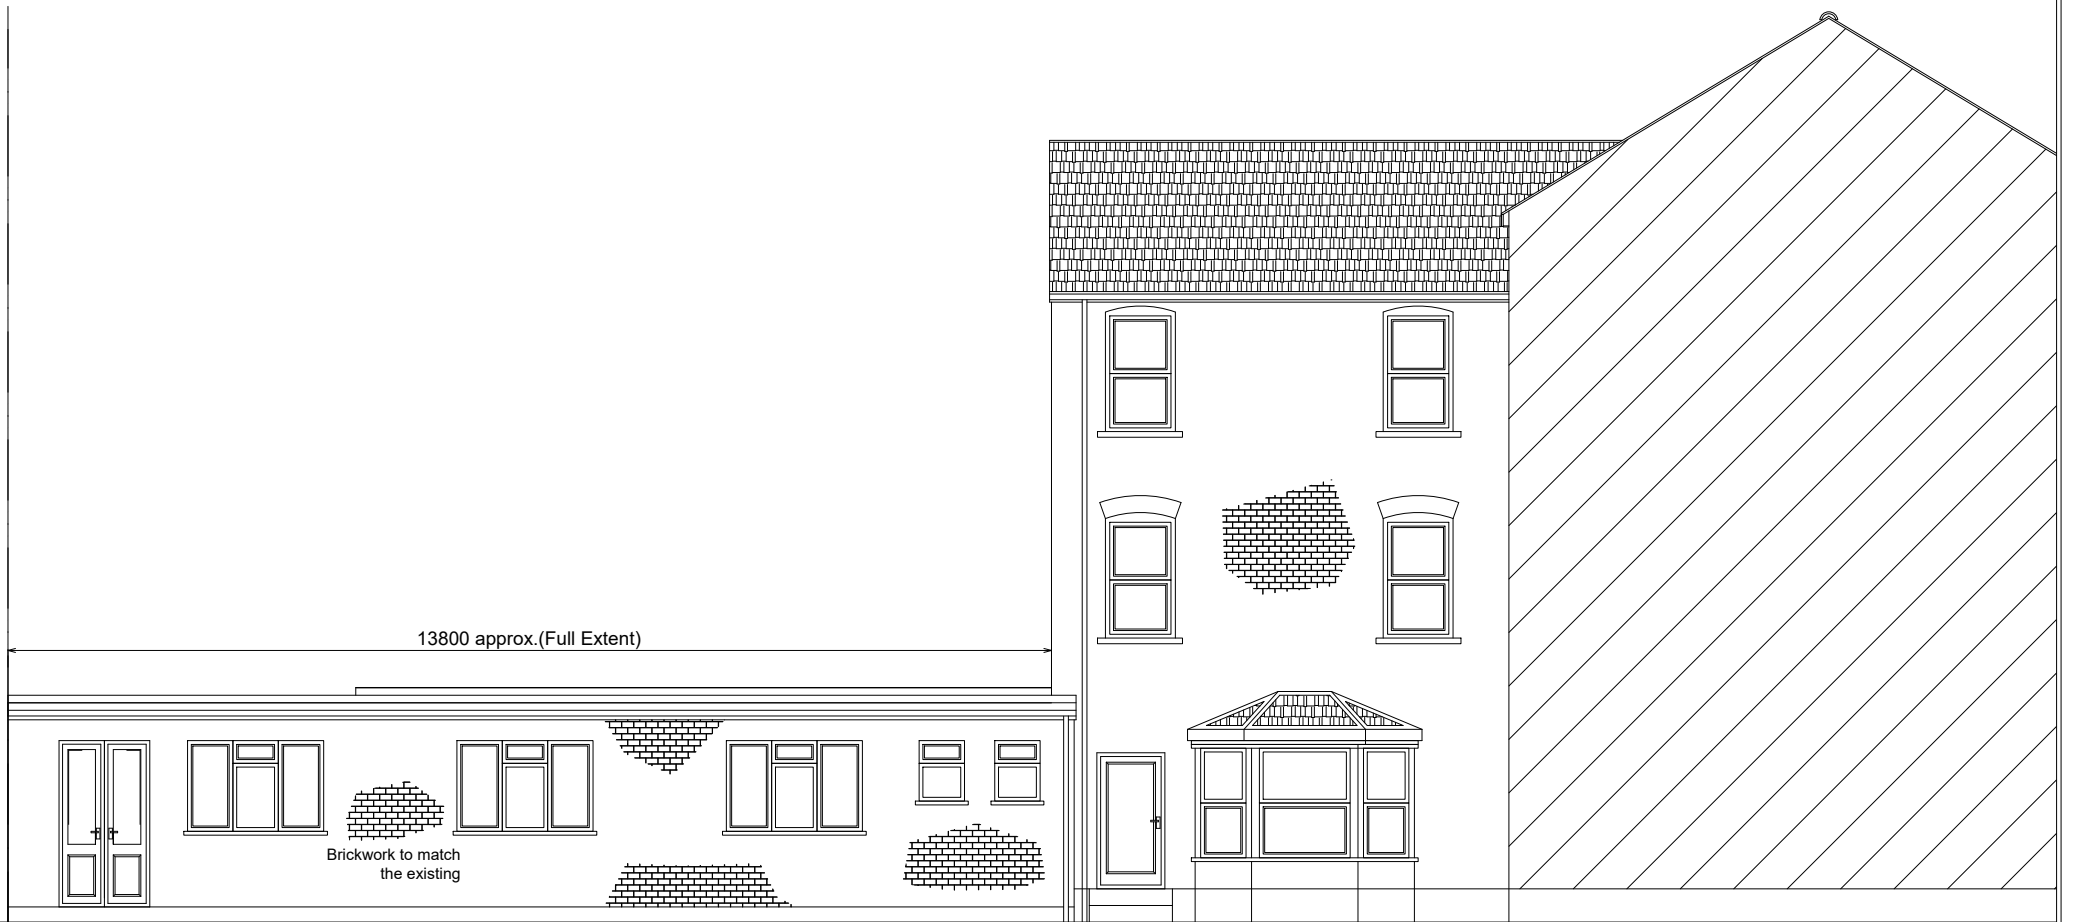 13800 approx.(Full Extent)
Brickwork to match
the existing